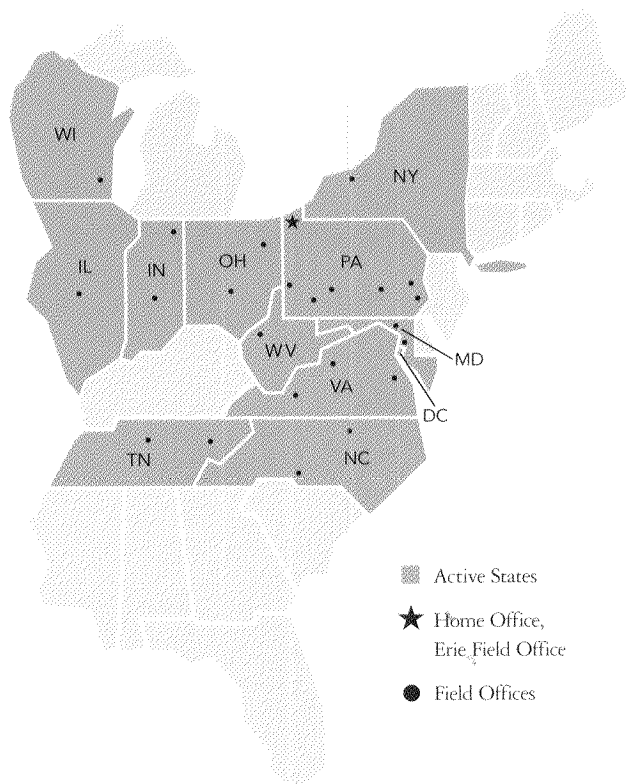 WI
NY
IL
IN
OH
PA
WV
MD
VA
DC
TN
NC
Active States
Home Office,
Erie Field Office
Field Offices